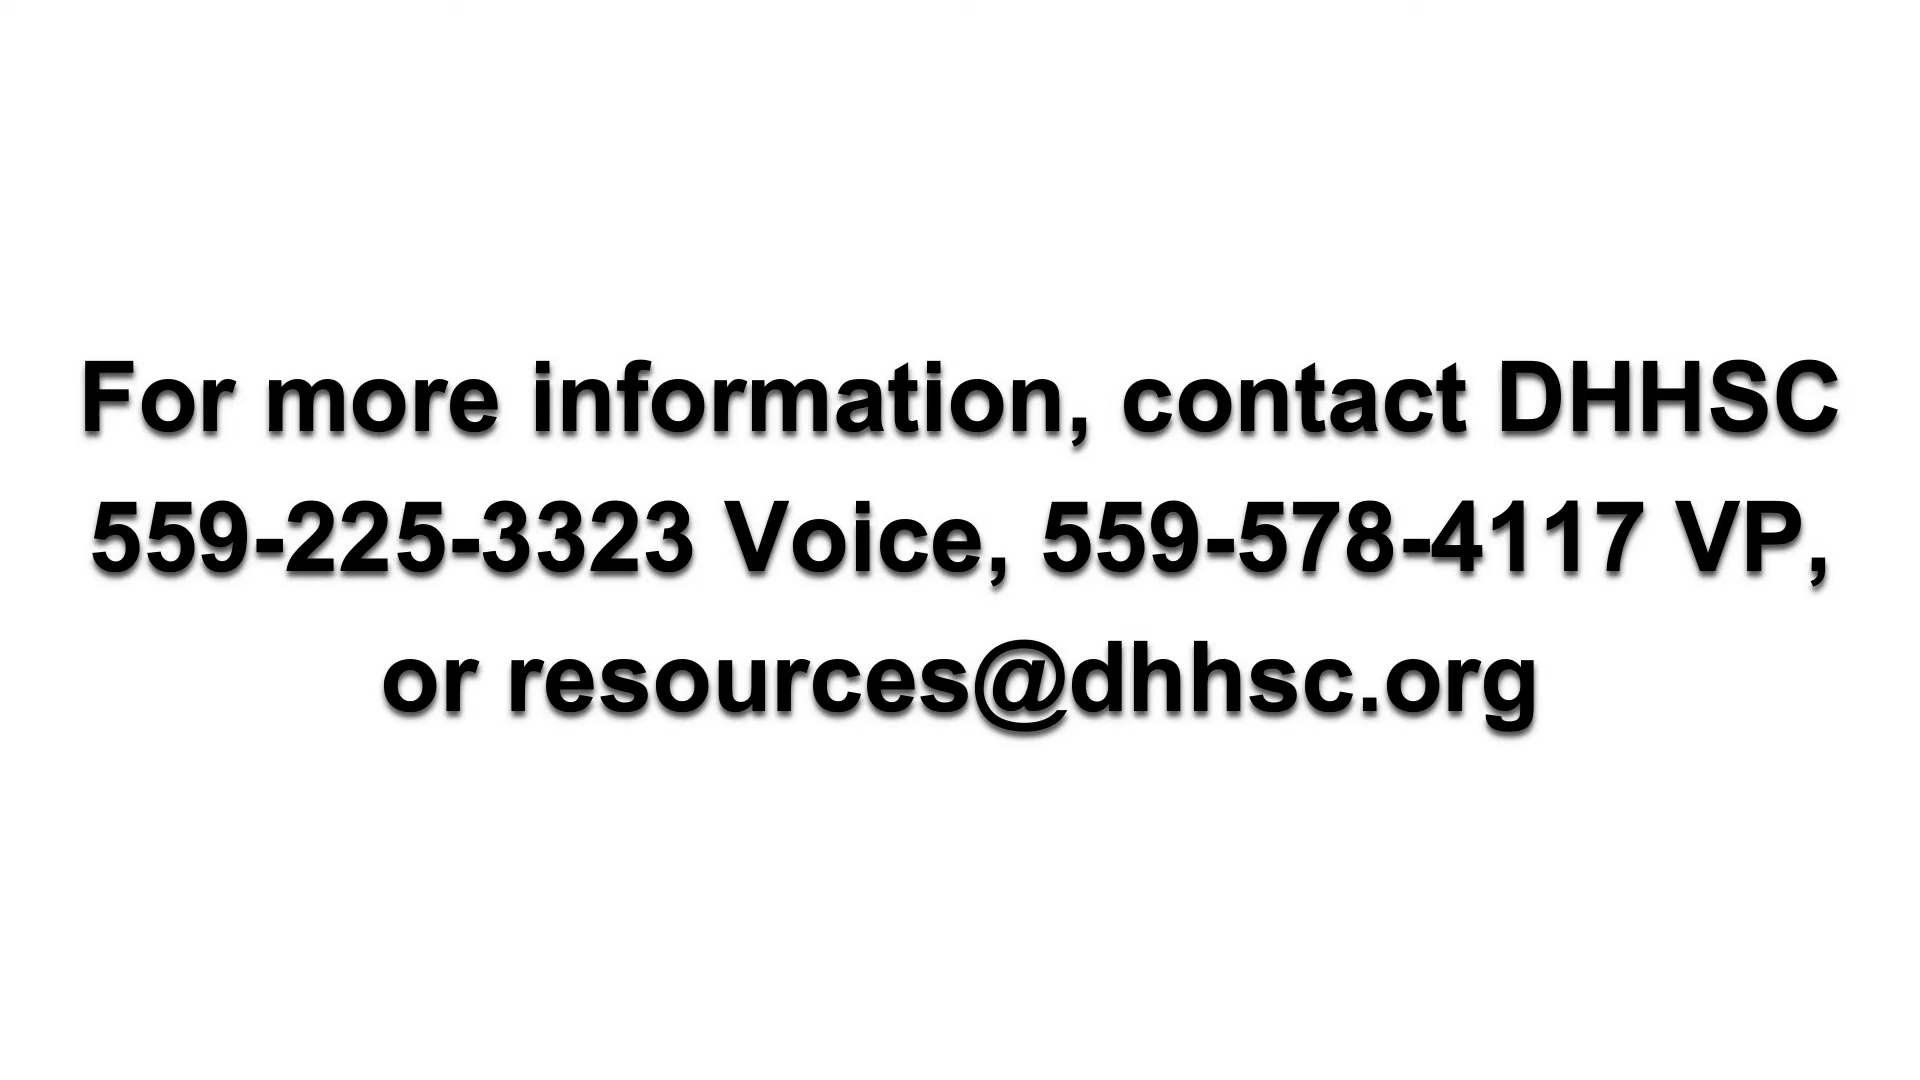 For more information, contact DHHSC
559-225-3323 Voice, 559-578-4117 VP,
or resources@dhhsc.org